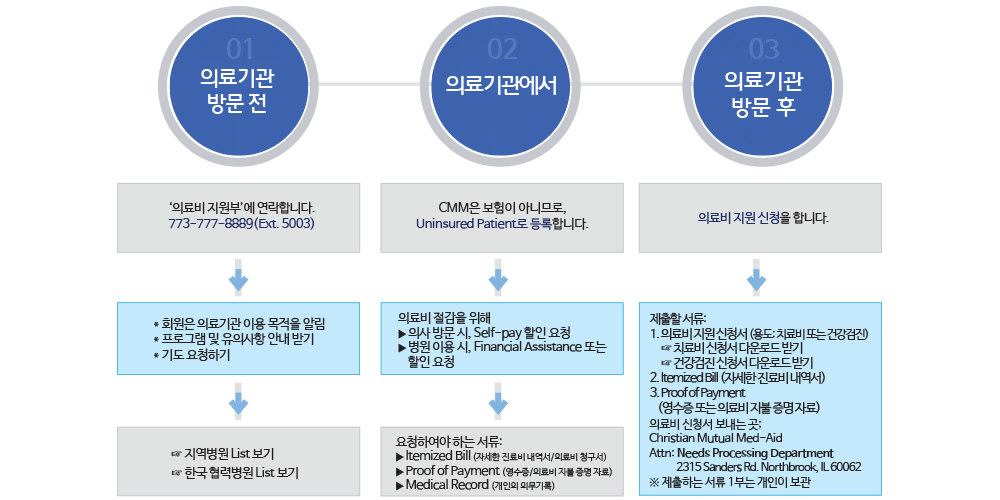 01
의료기관
방문 전
02
의료기관에서
03
의료기관
방문 후
‘의료비 지원부’에 연락합니다.
773-777-8889(Ext. 5003)
* 회원은 의료기관 이용 목적을 알림
* 프로그램 및 유의사항 안내 받기
* 기도 요청하기
☞ 지역병원 List 보기
☞ 한국 협력병원 List 보기
CMM은 보험이 아니므로,
Uninsured Patient로 등록합니다.
의료비 절감을 위해
▶ 의사 방문 시, Self-pay 할인 요청
▶ 병원 이용 시, Financial Assistance 또는
할인 요청
요청하여야 하는 서류:
▶ Itemized Bill (자세한 진료비 내역서/의료비 청구서)
▶ Proof of Payment (영수증/의료비 지불 증명 자료)
▶ Medical Record (개인의 의무기록)
의료비 지원 신청을 합니다.
제출할 서류:
1. 의료비 지원 신청서 (용도: 치료비 또는 건강검진)
☞ 치료비 신청서 다운로드 받기
☞ 건강검진 신청서 다운로드 받기
2. Itemized Bill (자세한 진료비 내역서)
3. Proof of Payment
(영수증 또는 의료비 지불 증명 자료)
의료비 신청서 보내는 곳:
Christian Mutual Med-Aid
Attn: Needs Processing Department
2315 Sanders Rd. Northbrook, IL 60062
※ 제출하는 서류 1부는 개인이 보관